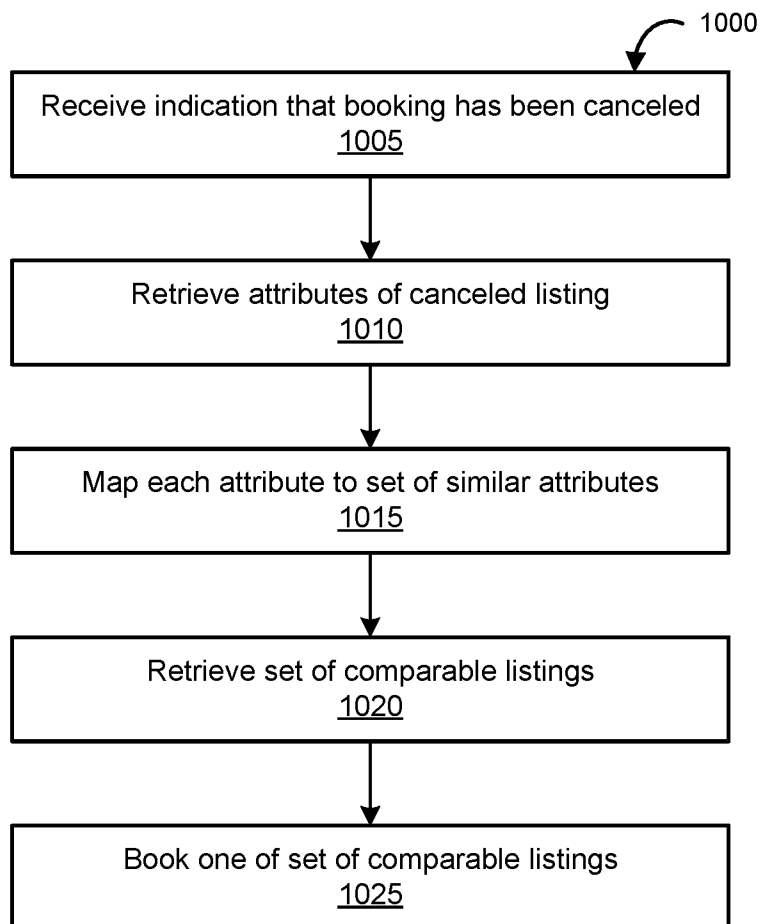 1000
Receive indication that booking has been canceled
1005
Retrieve attributes of canceled listing
1010
Map each attribute to set of similar attributes
1015
Retrieve set of comparable listings
1020
Book one of set of comparable listings
1025